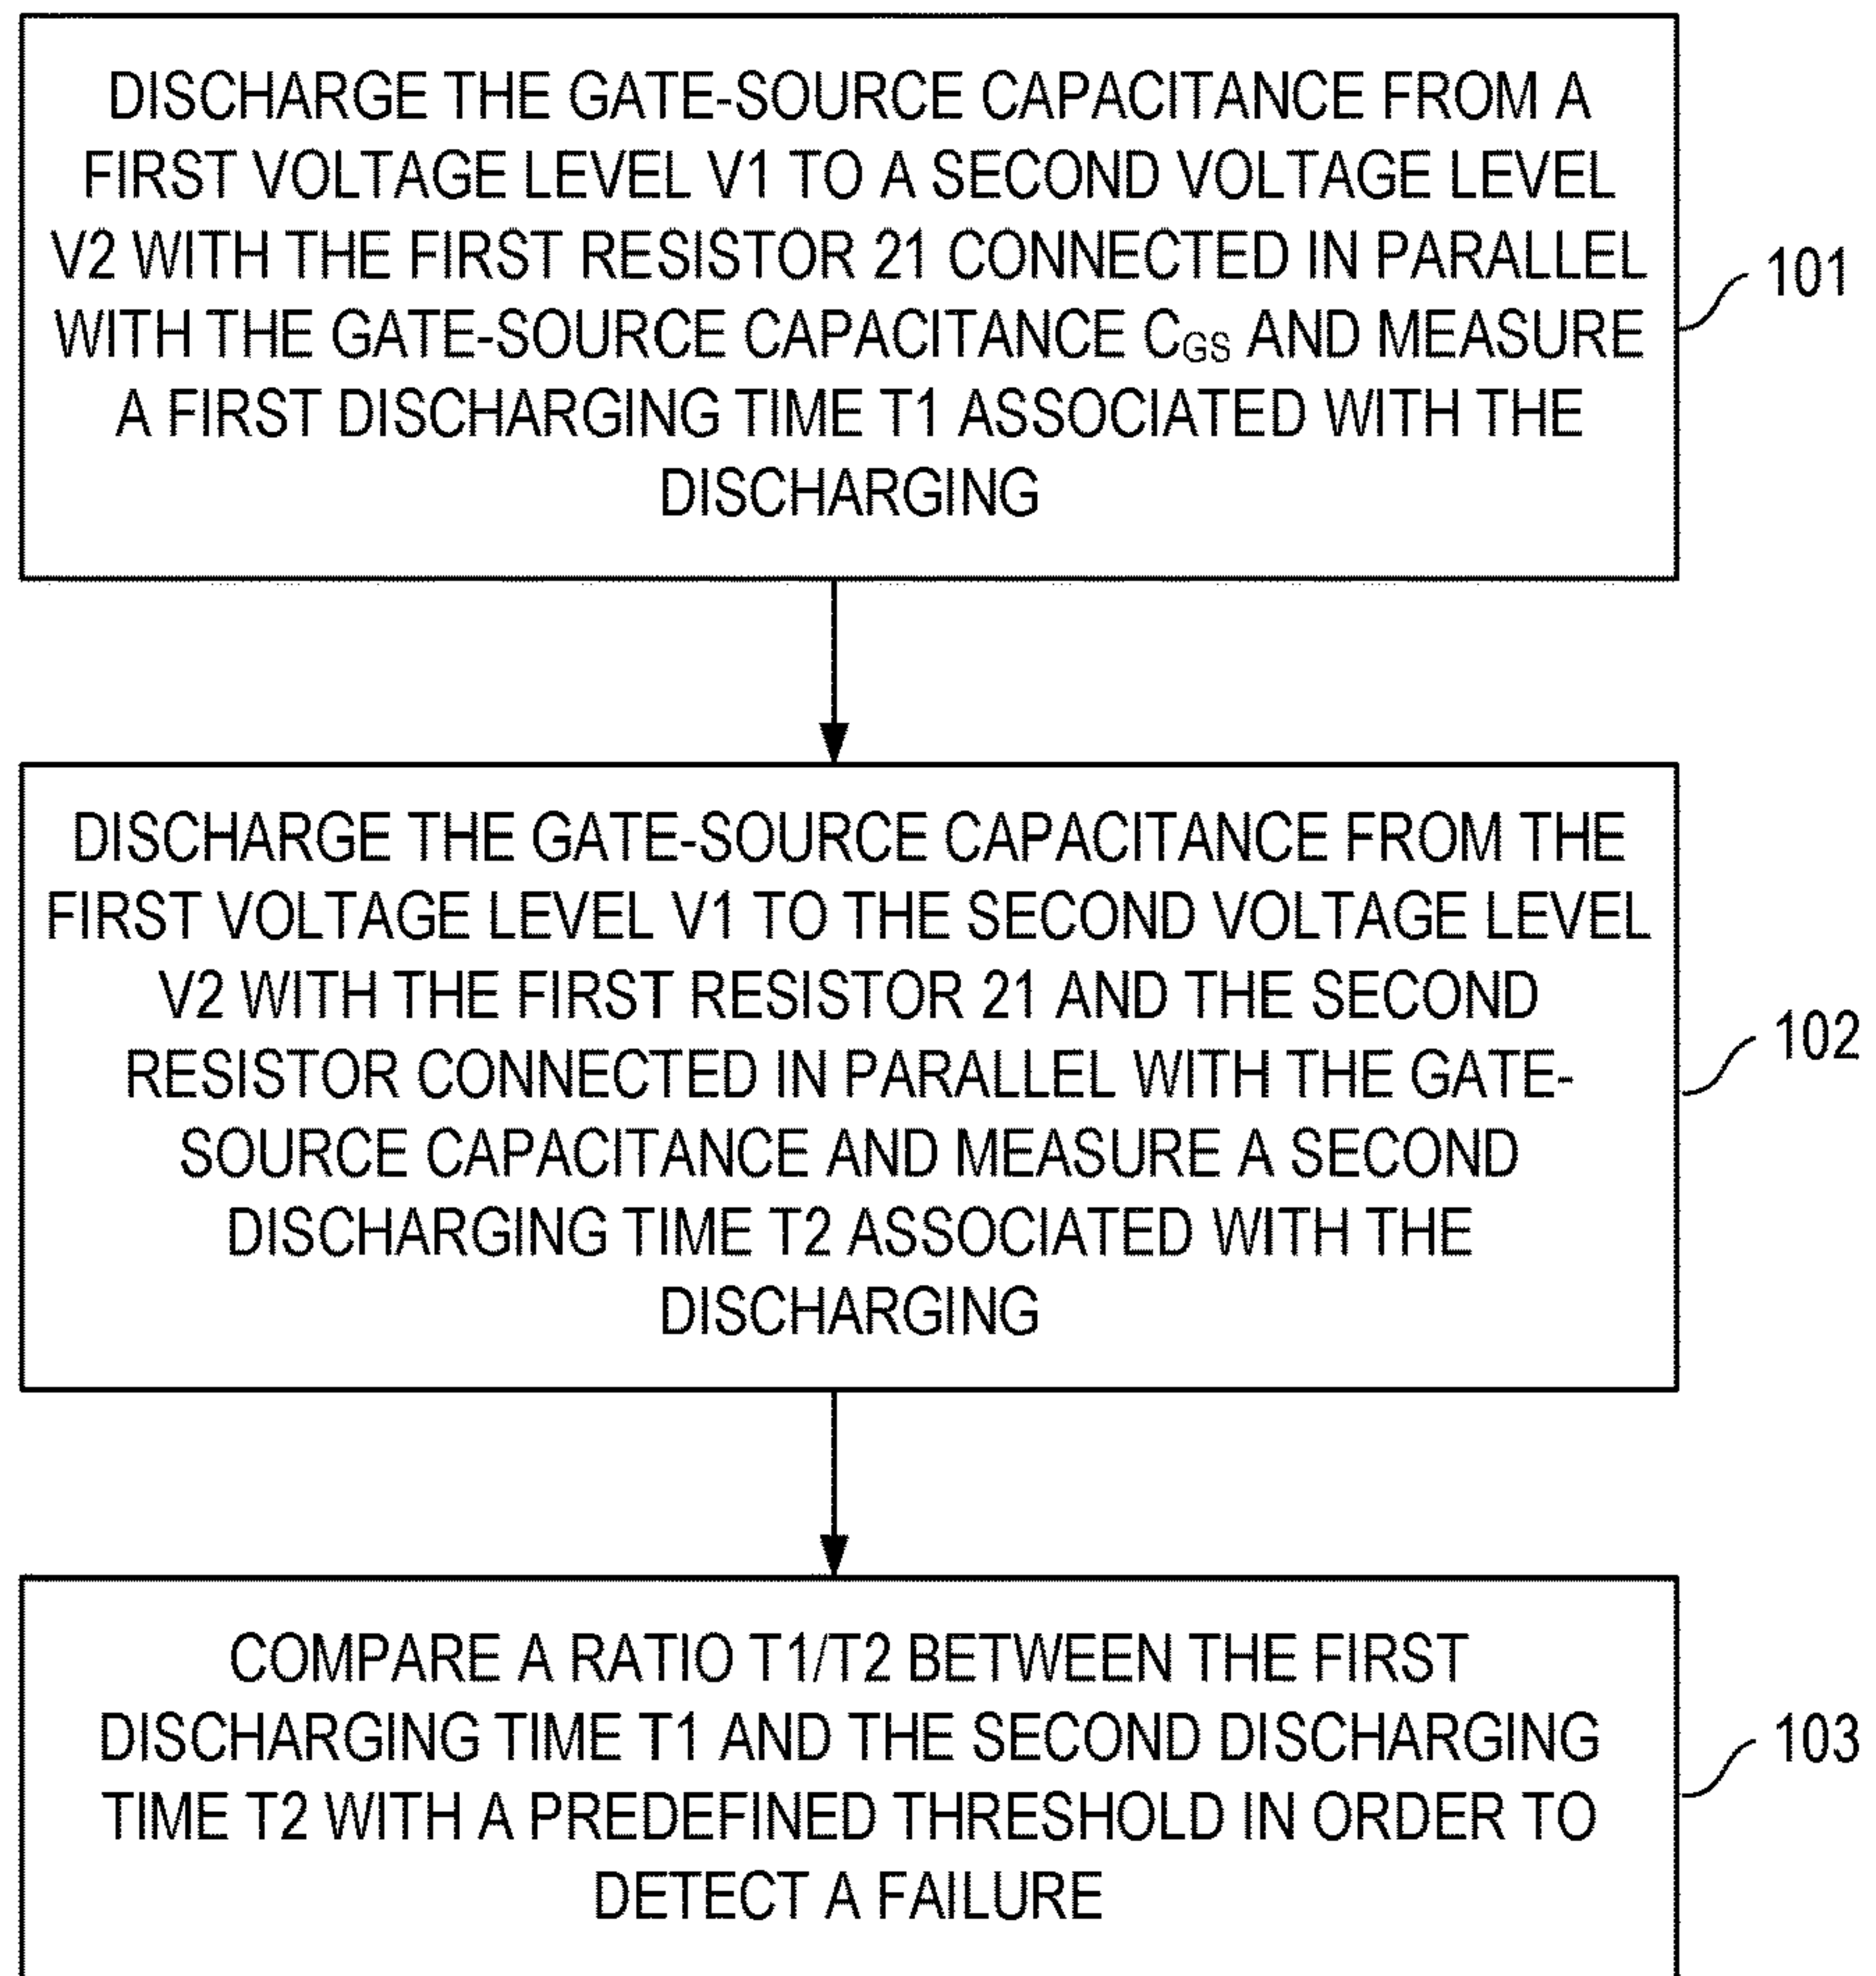 DISCHARGE THE GATE-SOURCE CAPACITANCE FROM A
FIRST VOLTAGE LEVEL V1 TO A SECOND VOLTAGE LEVEL
V2 WITH THE FIRST RESISTOR 21 CONNECTED IN PARALLEL
WITH THE GATE-SOURCE CAPACITANCE CGS AND MEASURE
A FIRST DISCHARGING TIME T1 ASSOCIATED WITH THE
DISCHARGING
101
DISCHARGE THE GATE-SOURCE CAPACITANCE FROM THE
FIRST VOLTAGE LEVEL V1 TO THE SECOND VOLTAGE LEVEL
V2 WITH THE FIRST RESISTOR 21 AND THE SECOND
RESISTOR CONNECTED IN PARALLEL WITH THE GATE-
SOURCE CAPACITANCE AND MEASURE A SECOND
DISCHARGING TIME T2 ASSOCIATED WITH THE
DISCHARGING
102
COMPARE A RATIO T1/T2 BETWEEN THE FIRST
DISCHARGING TIME T1 AND THE SECOND DISCHARGING
TIME T2 WITH A PREDEFINED THRESHOLD IN ORDER TO
DETECT A FAILURE
103